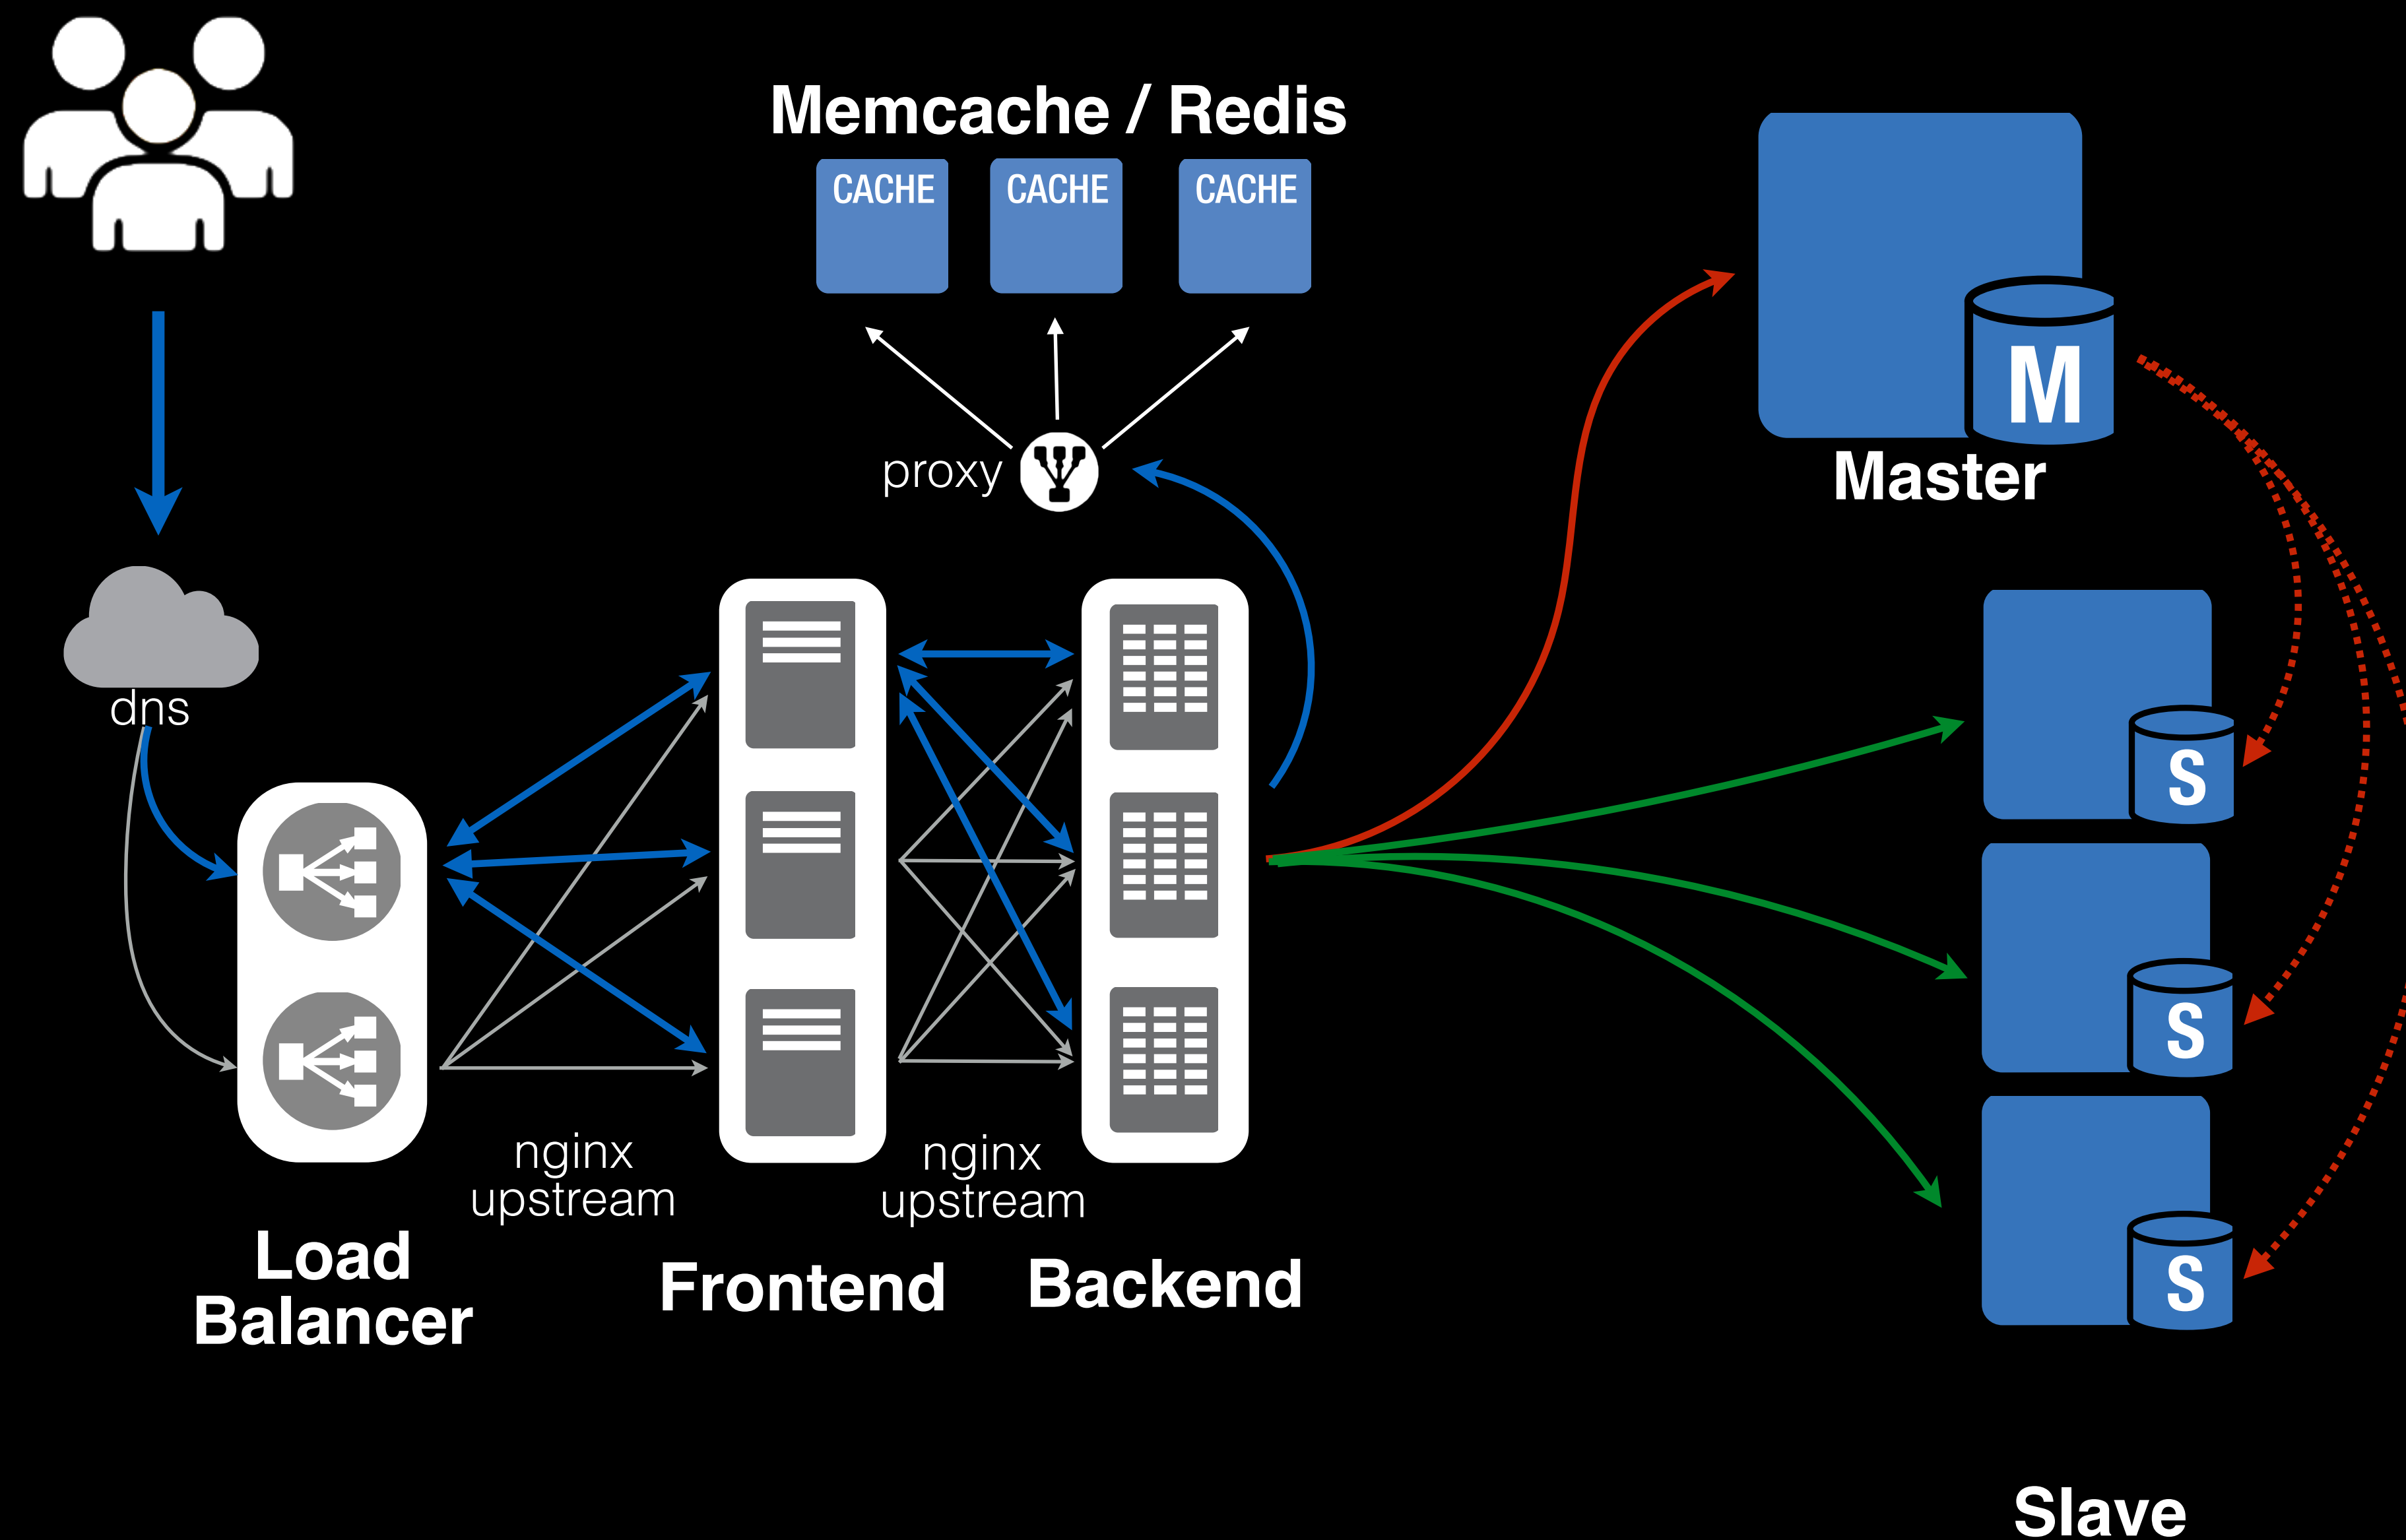 Memcache / Redis
CACHE
CACHE
CACHE
M
Master
proxy
dns
S
S
S
nginx
upstream
nginx
upstream
Load
Balancer
Frontend
Backend
Slave